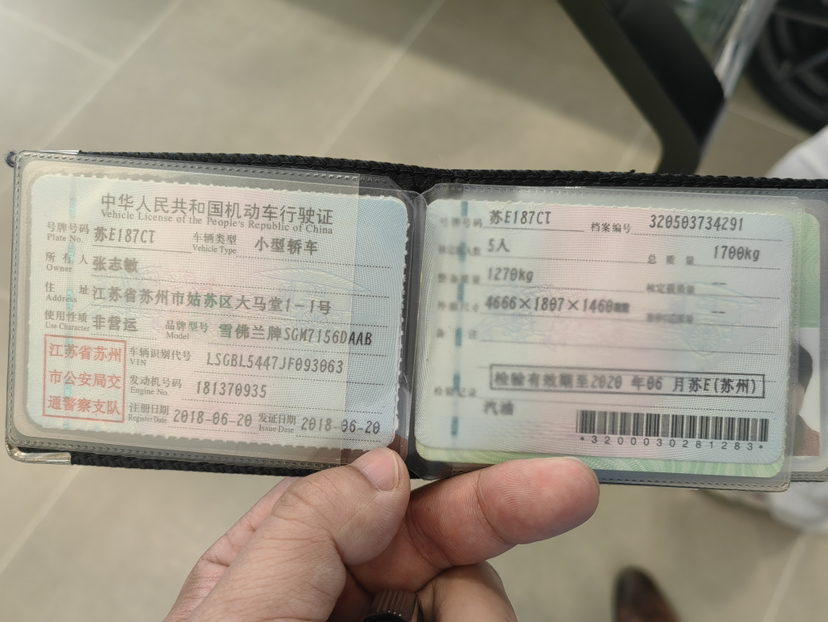 中华人民共和国机动车行驶证
Vehicle License of the People's Republic of China
号牌号码 苏E187CT 车辆类型 小型轿车
Plate No. Vehicle Type
所有人 张志敏
Owner
住址 江苏省苏州市姑苏区大马堂1-1号
Address
使用性质 非营运 品牌型号 雪佛兰牌SGM7156DAAB
Use Character Model
江苏省苏州
市公安局交
通警察支队
车辆识别代号 LSGBL5447JF093063
VIN
发动机号码 181370935
Engine No.
注册日期 2018-06-20 发证日期 2018-06-20
Register Date Issue Date
号牌号码 苏E187CT 档案编号 320503734291
核定载人数 5人 总质量 1700kg
整备质量 1270kg 核定载质量 --
外廓尺寸 4666×1807×1460mm 准牵引总质量 --
备注
检验有效期至2020年06月苏E(苏州)
检验记录
汽油
*3200030281283*